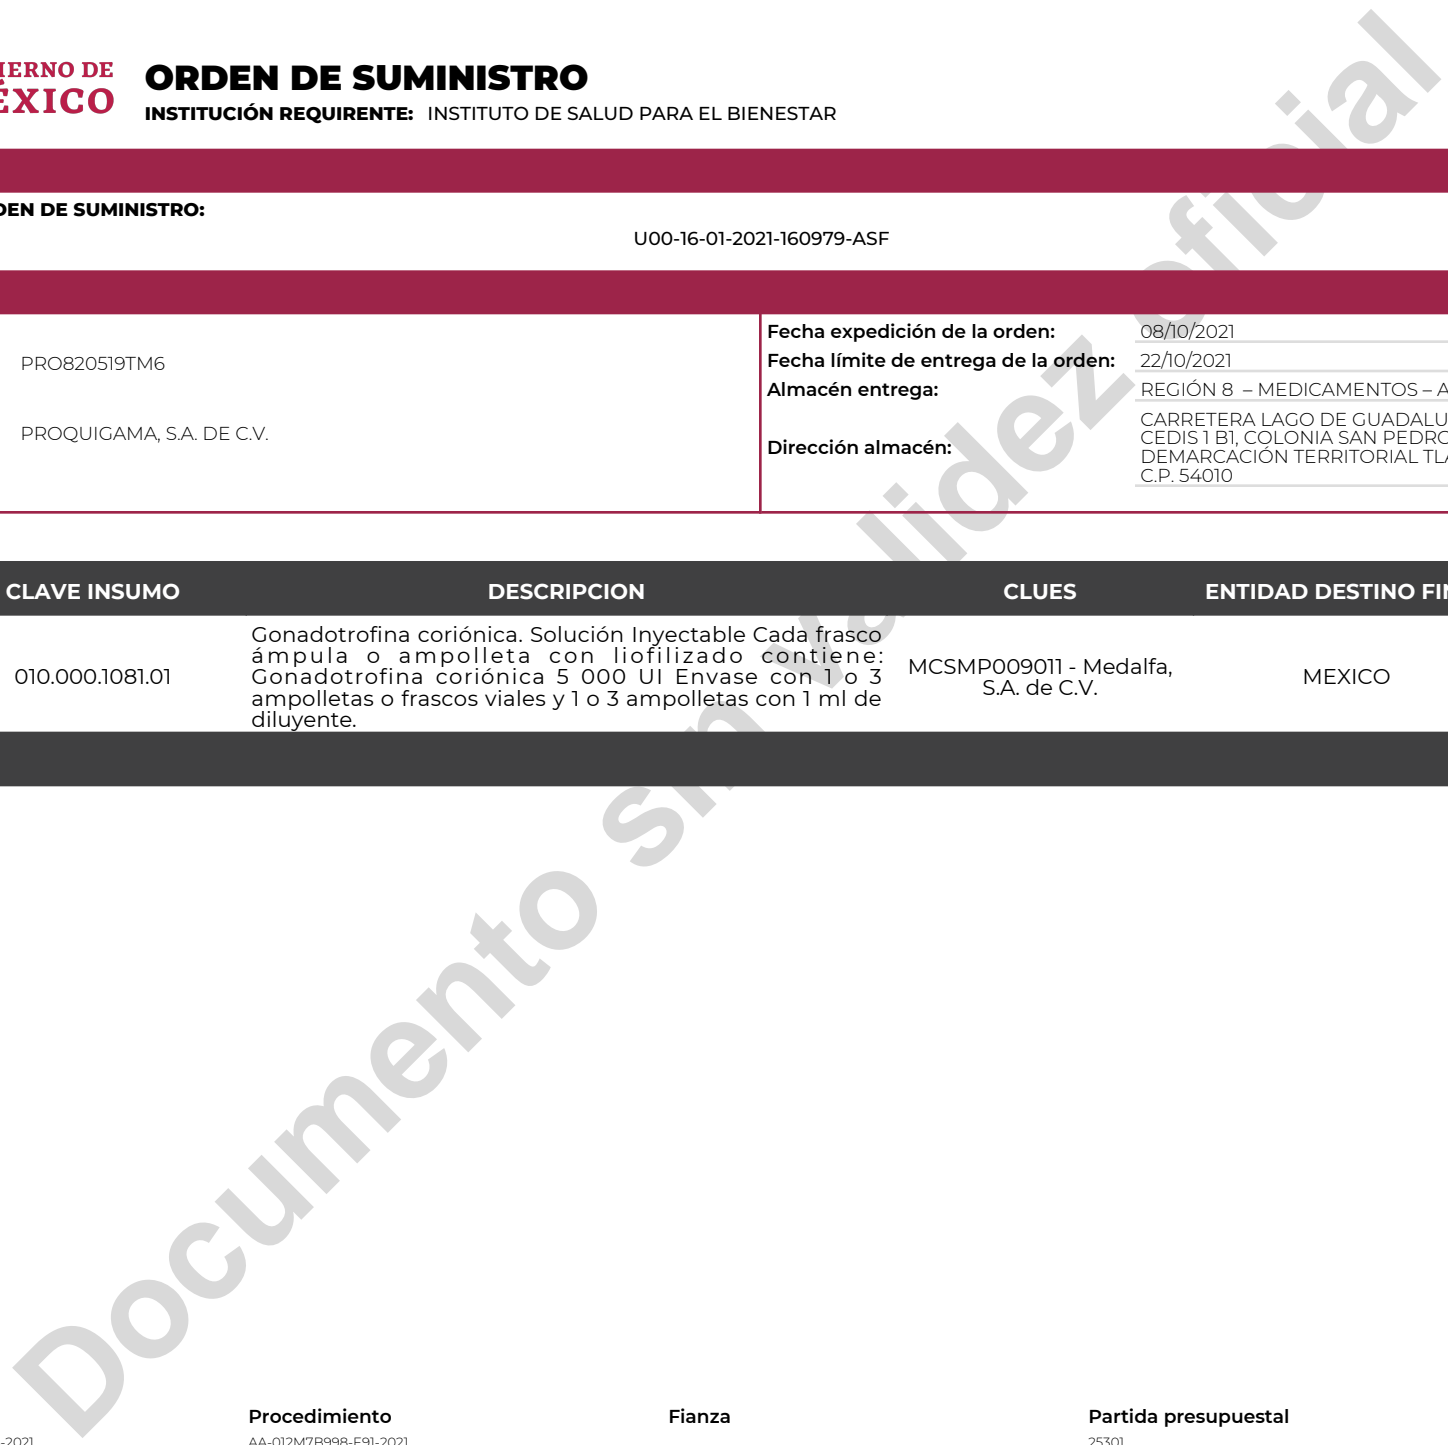 IERNO DE
ÉXICO
ORDEN DE SUMINISTRO
INSTITUCIÓN REQUIRENTE: INSTITUTO DE SALUD PARA EL BIENESTAR
DEN DE SUMINISTRO:
U00-16-01-2021-160979-ASF
PRO820519TM6
PROQUIGAMA, S.A. DE C.V.
Fecha expedición de la orden: 08/10/2021
Fecha límite de entrega de la orden: 22/10/2021
Almacén entrega: REGIÓN 8 – MEDICAMENTOS – A
Dirección almacén:
CARRETERA LAGO DE GUADALU
CEDIS 1 B1, COLONIA SAN PEDRO
DEMARCACIÓN TERRITORIAL TLA
C.P. 54010
CLAVE INSUMO DESCRIPCION CLUES ENTIDAD DESTINO FIN
010.000.1081.01
Gonadotrofina coriónica. Solución Inyectable Cada frasco
ámpula o ampolleta con liofilizado contiene:
Gonadotrofina coriónica 5 000 UI Envase con 1 o 3
ampolletas o frascos viales y 1 o 3 ampolletas con 1 ml de
diluyente.
MCSMP009011 - Medalfa,
S.A. de C.V.
MEXICO
Documento sin validez oficial
Procedimiento Fianza Partida presupuestal
-2021 AA-012M7B998-E91-2021 25301